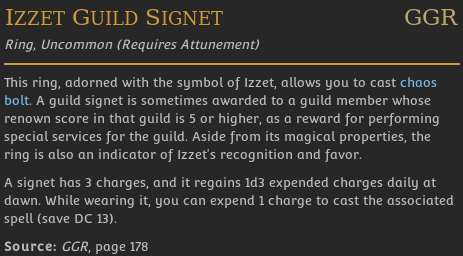 Izzet Guild Signet GGR
Ring, Uncommon (Requires Attunement)
This ring, adorned with the symbol of Izzet, allows you to cast chaos
bolt. A guild signet is sometimes awarded to a guild member whose
renown score in that guild is 5 or higher, as a reward for performing
special services for the guild. Aside from its magical properties, the
ring is also an indicator of Izzet's recognition and favor.
A signet has 3 charges, and it regains 1d3 expended charges daily at
dawn. While wearing it, you can expend 1 charge to cast the associated
spell (save DC 13).
Source: GGR, page 178